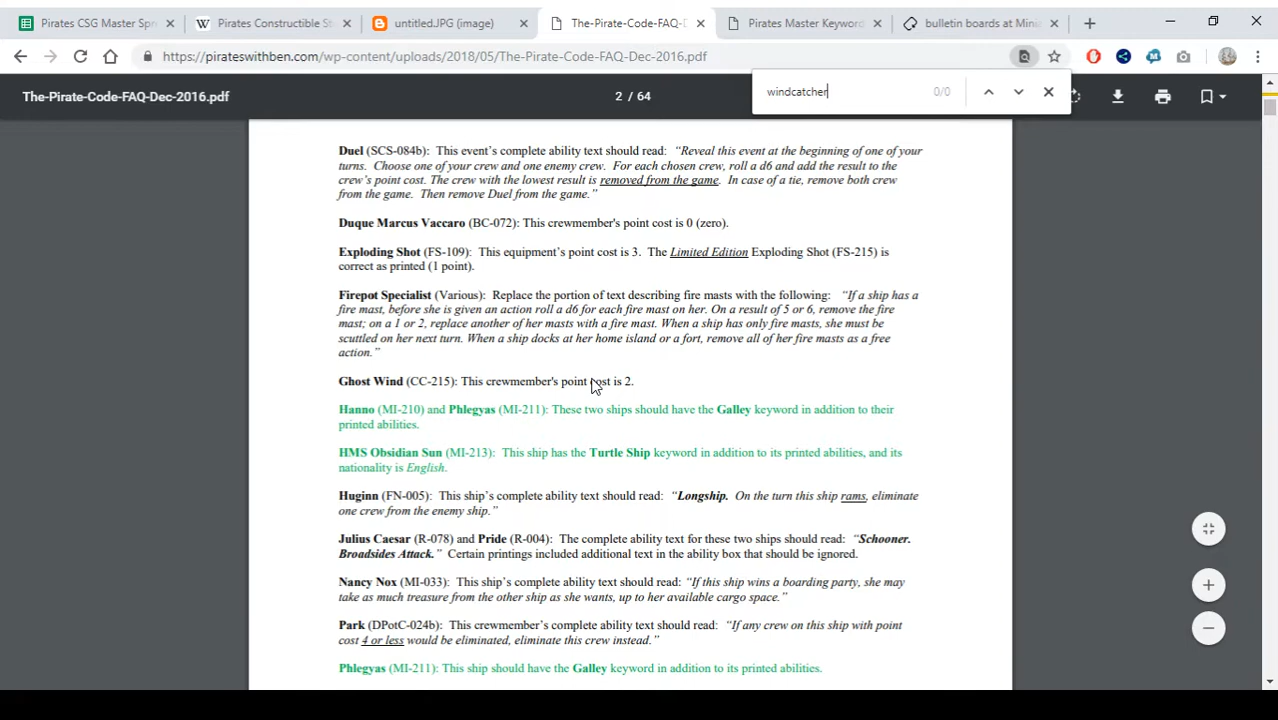 Pirates CSG Master Spr
Pirates Constructible St
untitled.JPG (image)
The-Pirate-Code-FAQ-D
Pirates Master Keyword
bulletin boards at Minia
https://pirateswithben.com/wp-content/uploads/2018/05/The-Pirate-Code-FAQ-Dec-2016.pdf
windcatcher 0/0
The-Pirate-Code-FAQ-Dec-2016.pdf
2 / 64
Duel (SCS-084b): This event's complete ability text should read: “Reveal this event at the beginning of one of your
turns. Choose one of your crew and one enemy crew. For each chosen crew, roll a d6 and add the result to the
crew’s point cost. The crew with the lowest result is removed from the game. In case of a tie, remove both crew
from the game. Then remove Duel from the game.”
Duque Marcus Vaccaro (BC-072): This crewmember's point cost is 0 (zero).
Exploding Shot (FS-109): This equipment’s point cost is 3. The Limited Edition Exploding Shot (FS-215) is
correct as printed (1 point).
Firepot Specialist (Various): Replace the portion of text describing fire masts with the following: “If a ship has a
fire mast, before she is given an action roll a d6 for each fire mast on her. On a result of 5 or 6, remove the fire
mast; on a 1 or 2, replace another of her masts with a fire mast. When a ship has only fire masts, she must be
scuttled on her next turn. When a ship docks at her home island or a fort, remove all of her fire masts as a free
action.”
Ghost Wind (CC-215): This crewmember's point cost is 2.
Hanno (MI-210) and Phlegyas (MI-211): These two ships should have the Galley keyword in addition to their
printed abilities.
HMS Obsidian Sun (MI-213): This ship has the Turtle Ship keyword in addition to its printed abilities, and its
nationality is English.
Huginn (FN-005): This ship’s complete ability text should read: “Longship. On the turn this ship rams, eliminate
one crew from the enemy ship.”
Julius Caesar (R-078) and Pride (R-004): The complete ability text for these two ships should read: “Schooner.
Broadsides Attack.” Certain printings included additional text in the ability box that should be ignored.
Nancy Nox (MI-033): This ship’s complete ability text should read: “If this ship wins a boarding party, she may
take as much treasure from the other ship as she wants, up to her available cargo space.”
Park (DPotC-024b): This crewmember’s complete ability text should read: “If any crew on this ship with point
cost 4 or less would be eliminated, eliminate this crew instead.”
Phlegyas (MI-211): This ship should have the Galley keyword in addition to its printed abilities.